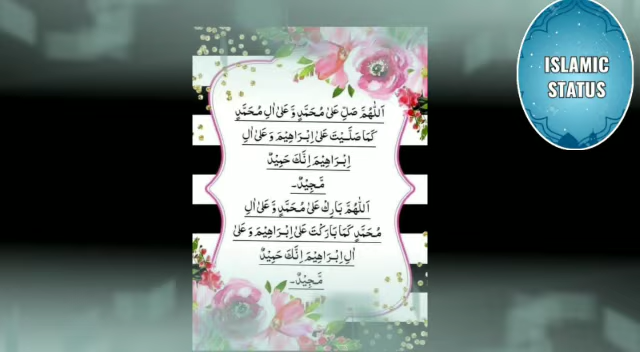 ISLAMIC
STATUS
اَللّٰهُمَّ صَلِّ عَلٰى مُحَمَّدٍ وَّ عَلٰى اٰلِ مُحَمَّدٍ
كَمَا صَلَّيْتَ عَلٰى اِبْرَاهِيْمَ وَ عَلٰى اٰلِ
اِبْرَاهِيْمَ اِنَّكَ حَمِيْدٌ
مَّجِيْدٌ۔
اَللّٰهُمَّ بَارِكْ عَلٰى مُحَمَّدٍ وَّ عَلٰى اٰلِ
مُحَمَّدٍ كَمَا بَارَكْتَ عَلٰى اِبْرَاهِيْمَ وَ عَلٰى
اٰلِ اِبْرَاهِيْمَ اِنَّكَ حَمِيْدٌ
مَّجِيْدٌ۔